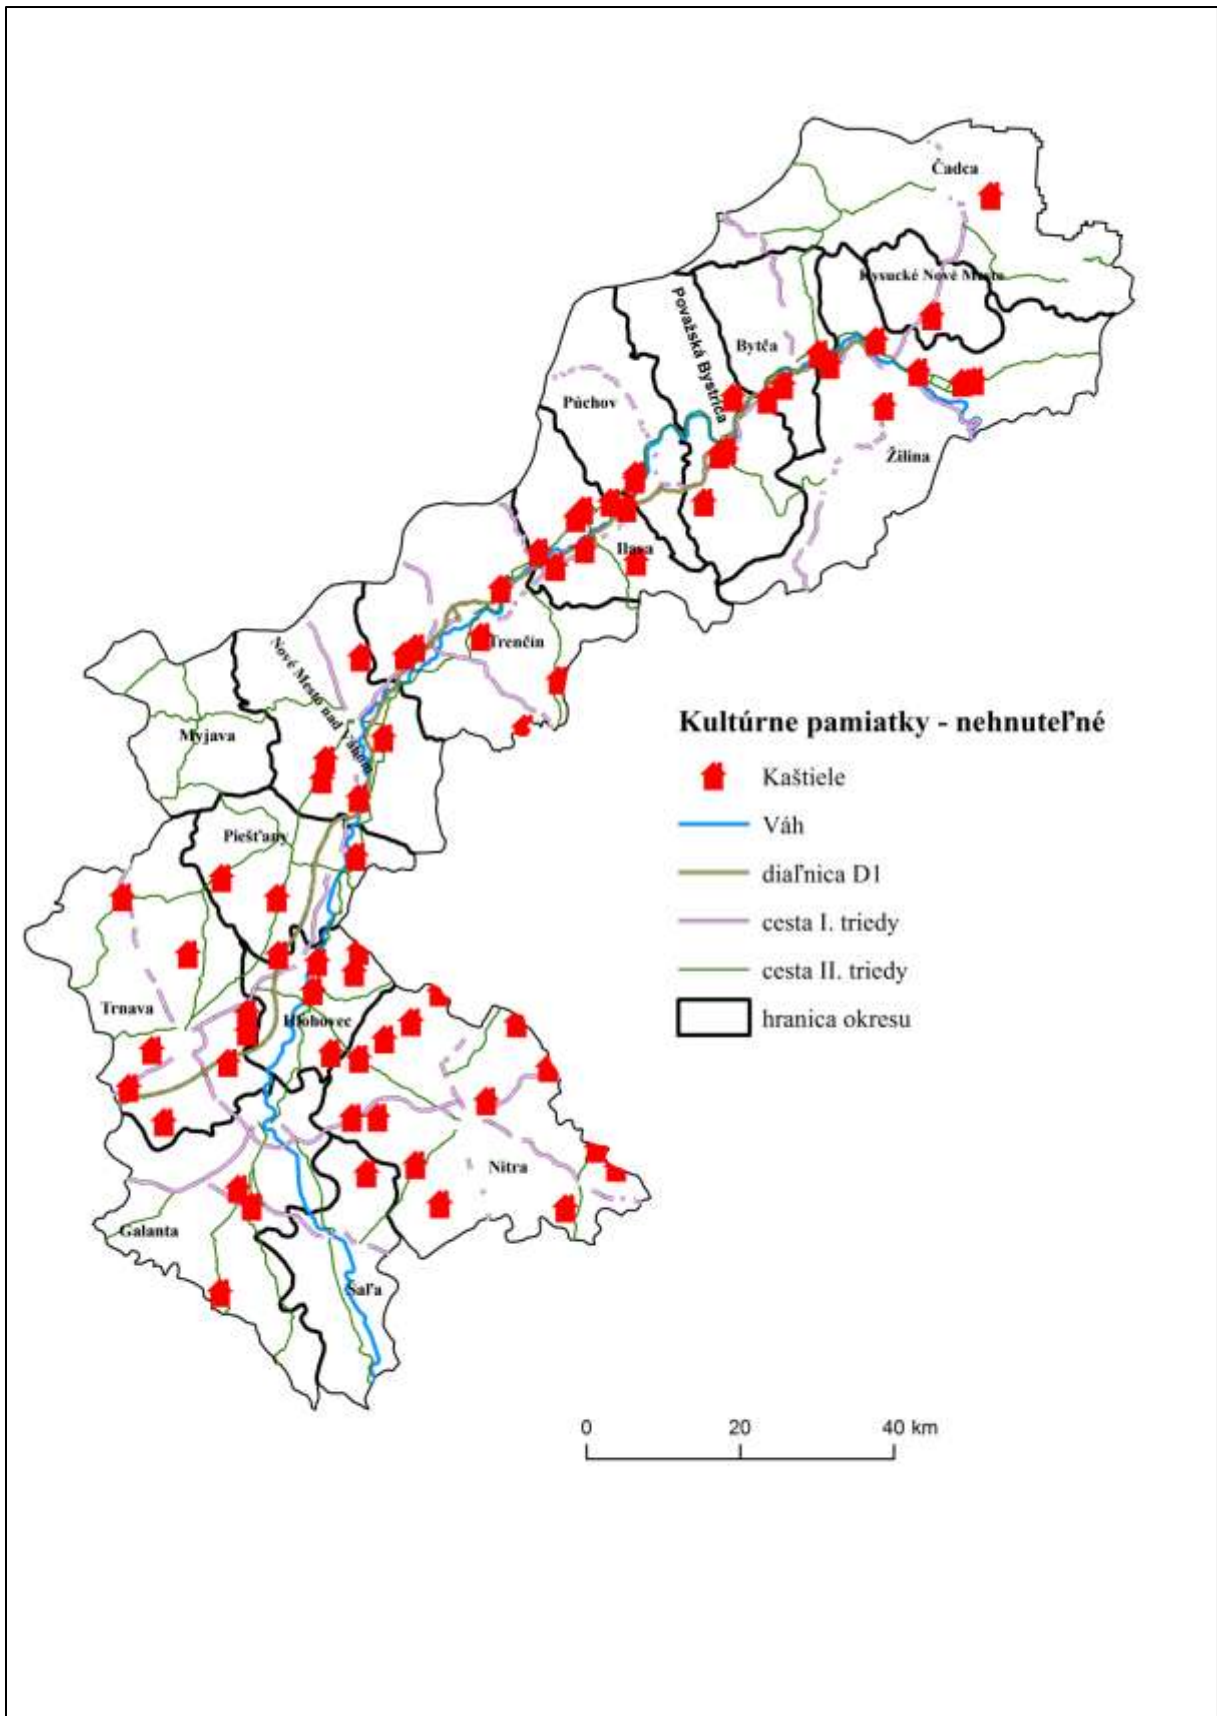 Čadca
Kysucké Nové Mesto
Považská Bystrica
Bytča
Púchov
Žilina
Ilava
Trenčín
Nové Mesto nad Váhom
Myjava
Kultúrne pamiatky - nehnuteľné
Kaštiele
Váh
diaľnica D1
cesta I. triedy
cesta II. triedy
hranica okresu
Piešťany
Trnava
Hlohovec
Nitra
Galanta
Šaľa
0 20 40 km